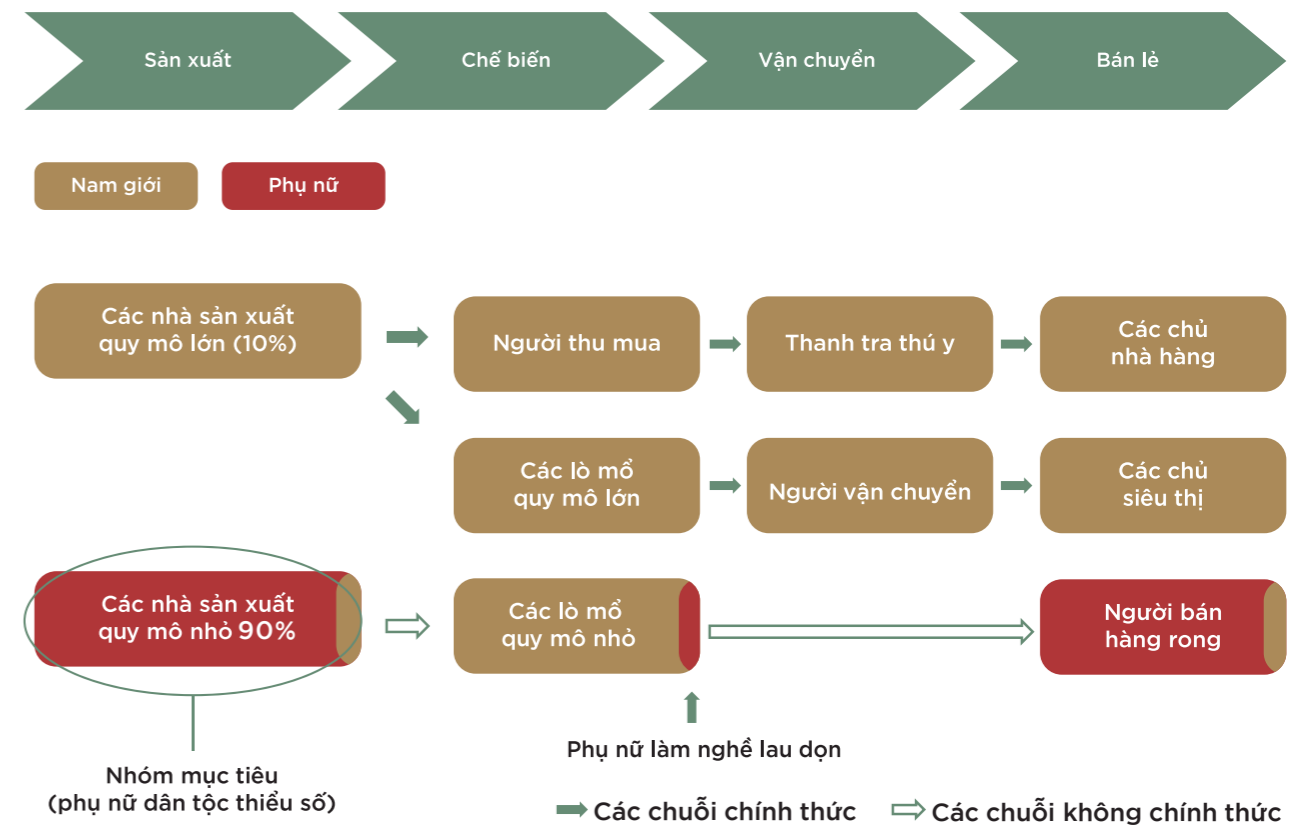 Sản xuất
Chế biến
Vận chuyển
Bán lẻ
Nam giới
Phụ nữ
Các nhà sản xuất
quy mô lớn (10%)
Người thu mua
Thanh tra thú y
Các chủ
nhà hàng
Các lò mổ
quy mô lớn
Người vận chuyển
Các chủ
siêu thị
Các nhà sản xuất
quy mô nhỏ 90%
Các lò mổ
quy mô nhỏ
Người bán
hàng rong
Phụ nữ làm nghề lau dọn
Nhóm mục tiêu
(phụ nữ dân tộc thiểu số)
Các chuỗi chính thức
Các chuỗi không chính thức